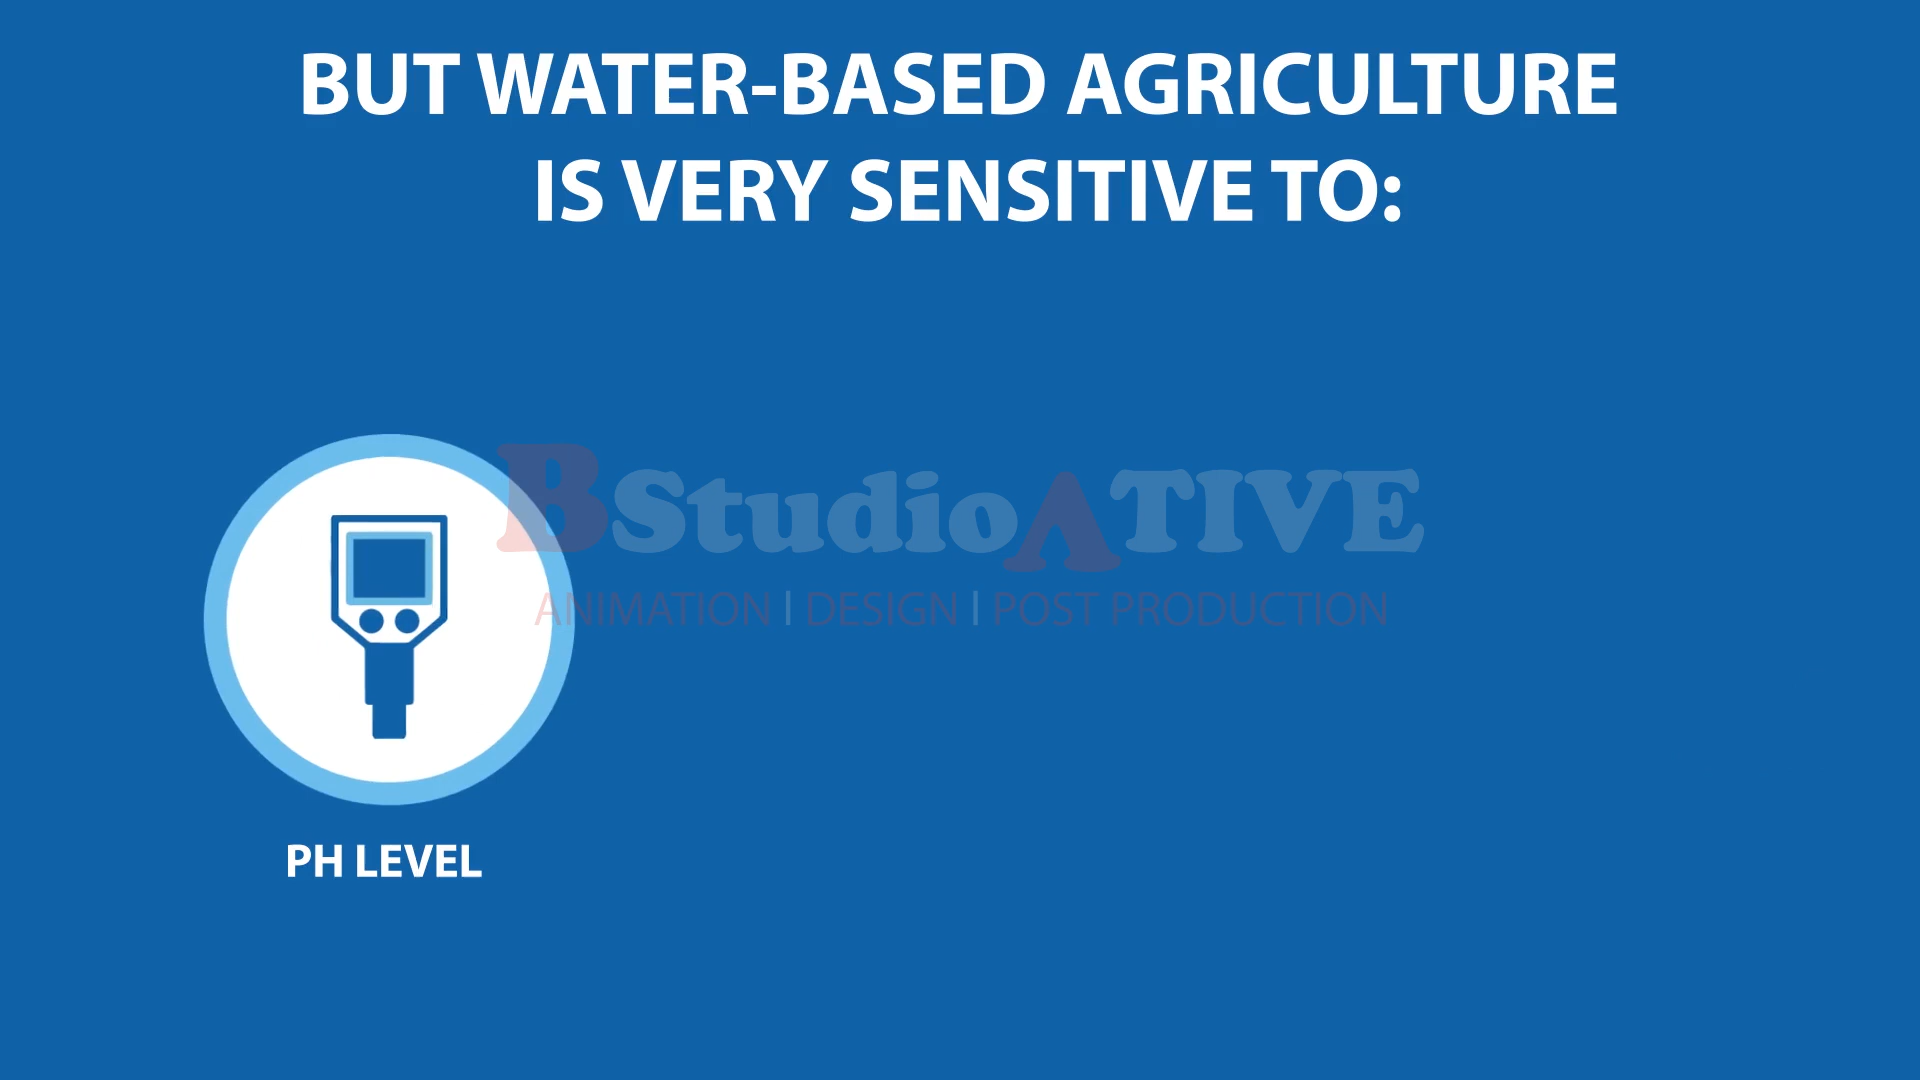 BUT WATER-BASED AGRICULTURE
IS VERY SENSITIVE TO:
BStudioATIVE
ANIMATION | DESIGN | POST PRODUCTION
PH LEVEL